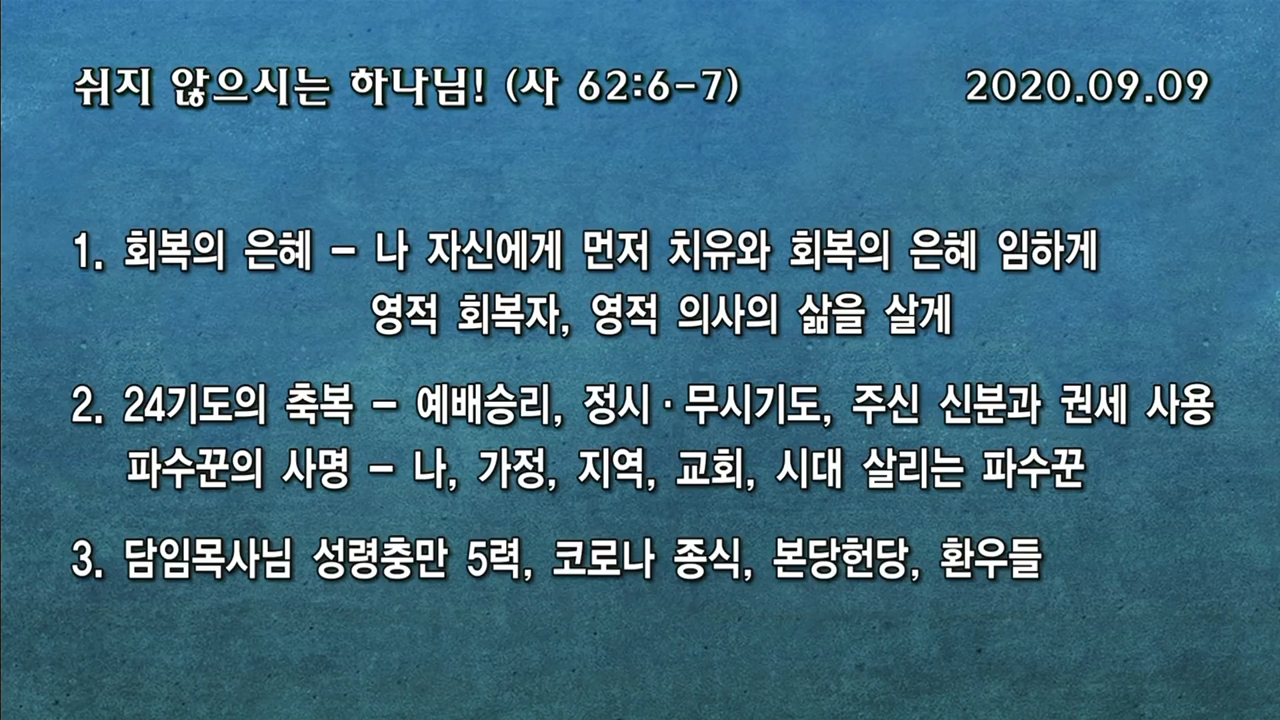 쉬지 않으시는 하나님! (사 62:6-7) 2020.09.09
1. 회복의 은혜 - 나 자신에게 먼저 치유와 회복의 은혜 임하게
영적 회복자, 영적 의사의 삶을 살게
2. 24기도의 축복 - 예배승리, 정시·무시기도, 주신 신분과 권세 사용
파수꾼의 사명 - 나, 가정, 지역, 교회, 시대 살리는 파수꾼
3. 담임목사님 성령충만 5력, 코로나 종식, 본당헌당, 환우들